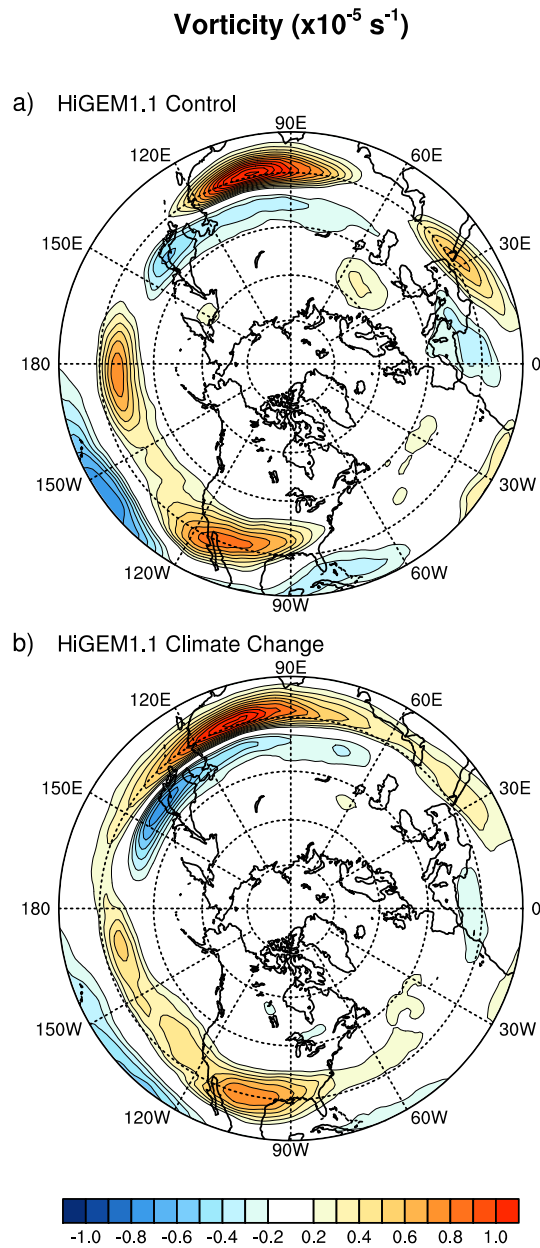 Vorticity (x10⁻⁵ s⁻¹)
a) HiGEM1.1 Control
90E
120E 60E
150E 30E
180 0
150W 30W
120W 60W
90W
b) HiGEM1.1 Climate Change
90E
120E 60E
150E 30E
180 0
150W 30W
120W 60W
90W
-1.0 -0.8 -0.6 -0.4 -0.2 0.2 0.4 0.6 0.8 1.0